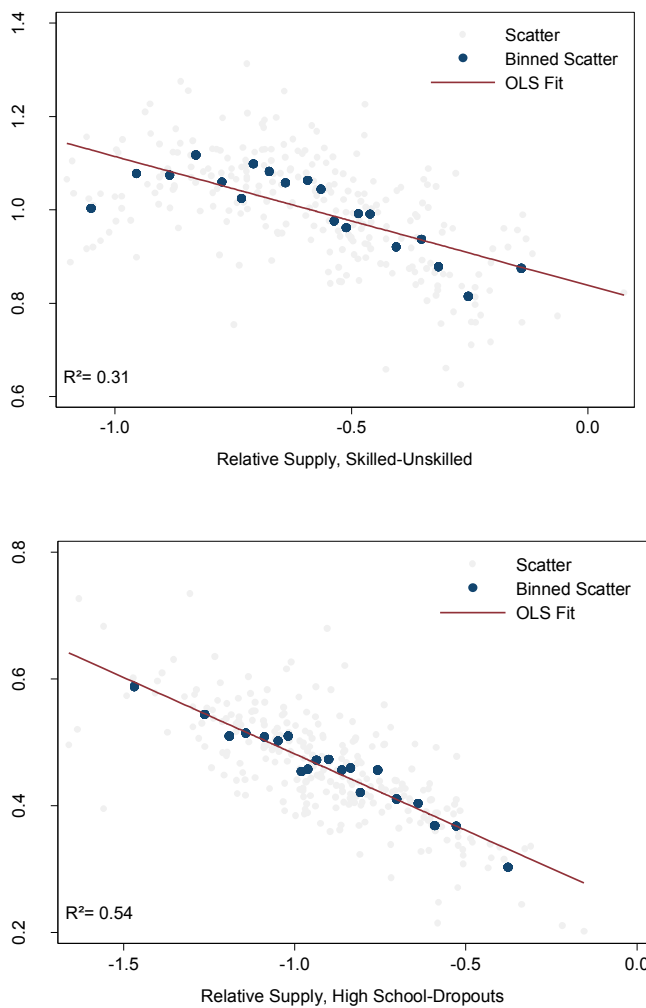 1.4
1.2
1.0
0.8
0.6
Scatter
Binned Scatter
OLS Fit
R²= 0.31
-1.0
-0.5
0.0
Relative Supply, Skilled-Unskilled
0.8
0.6
0.4
0.2
Scatter
Binned Scatter
OLS Fit
R²= 0.54
-1.5
-1.0
-0.5
0.0
Relative Supply, High School-Dropouts